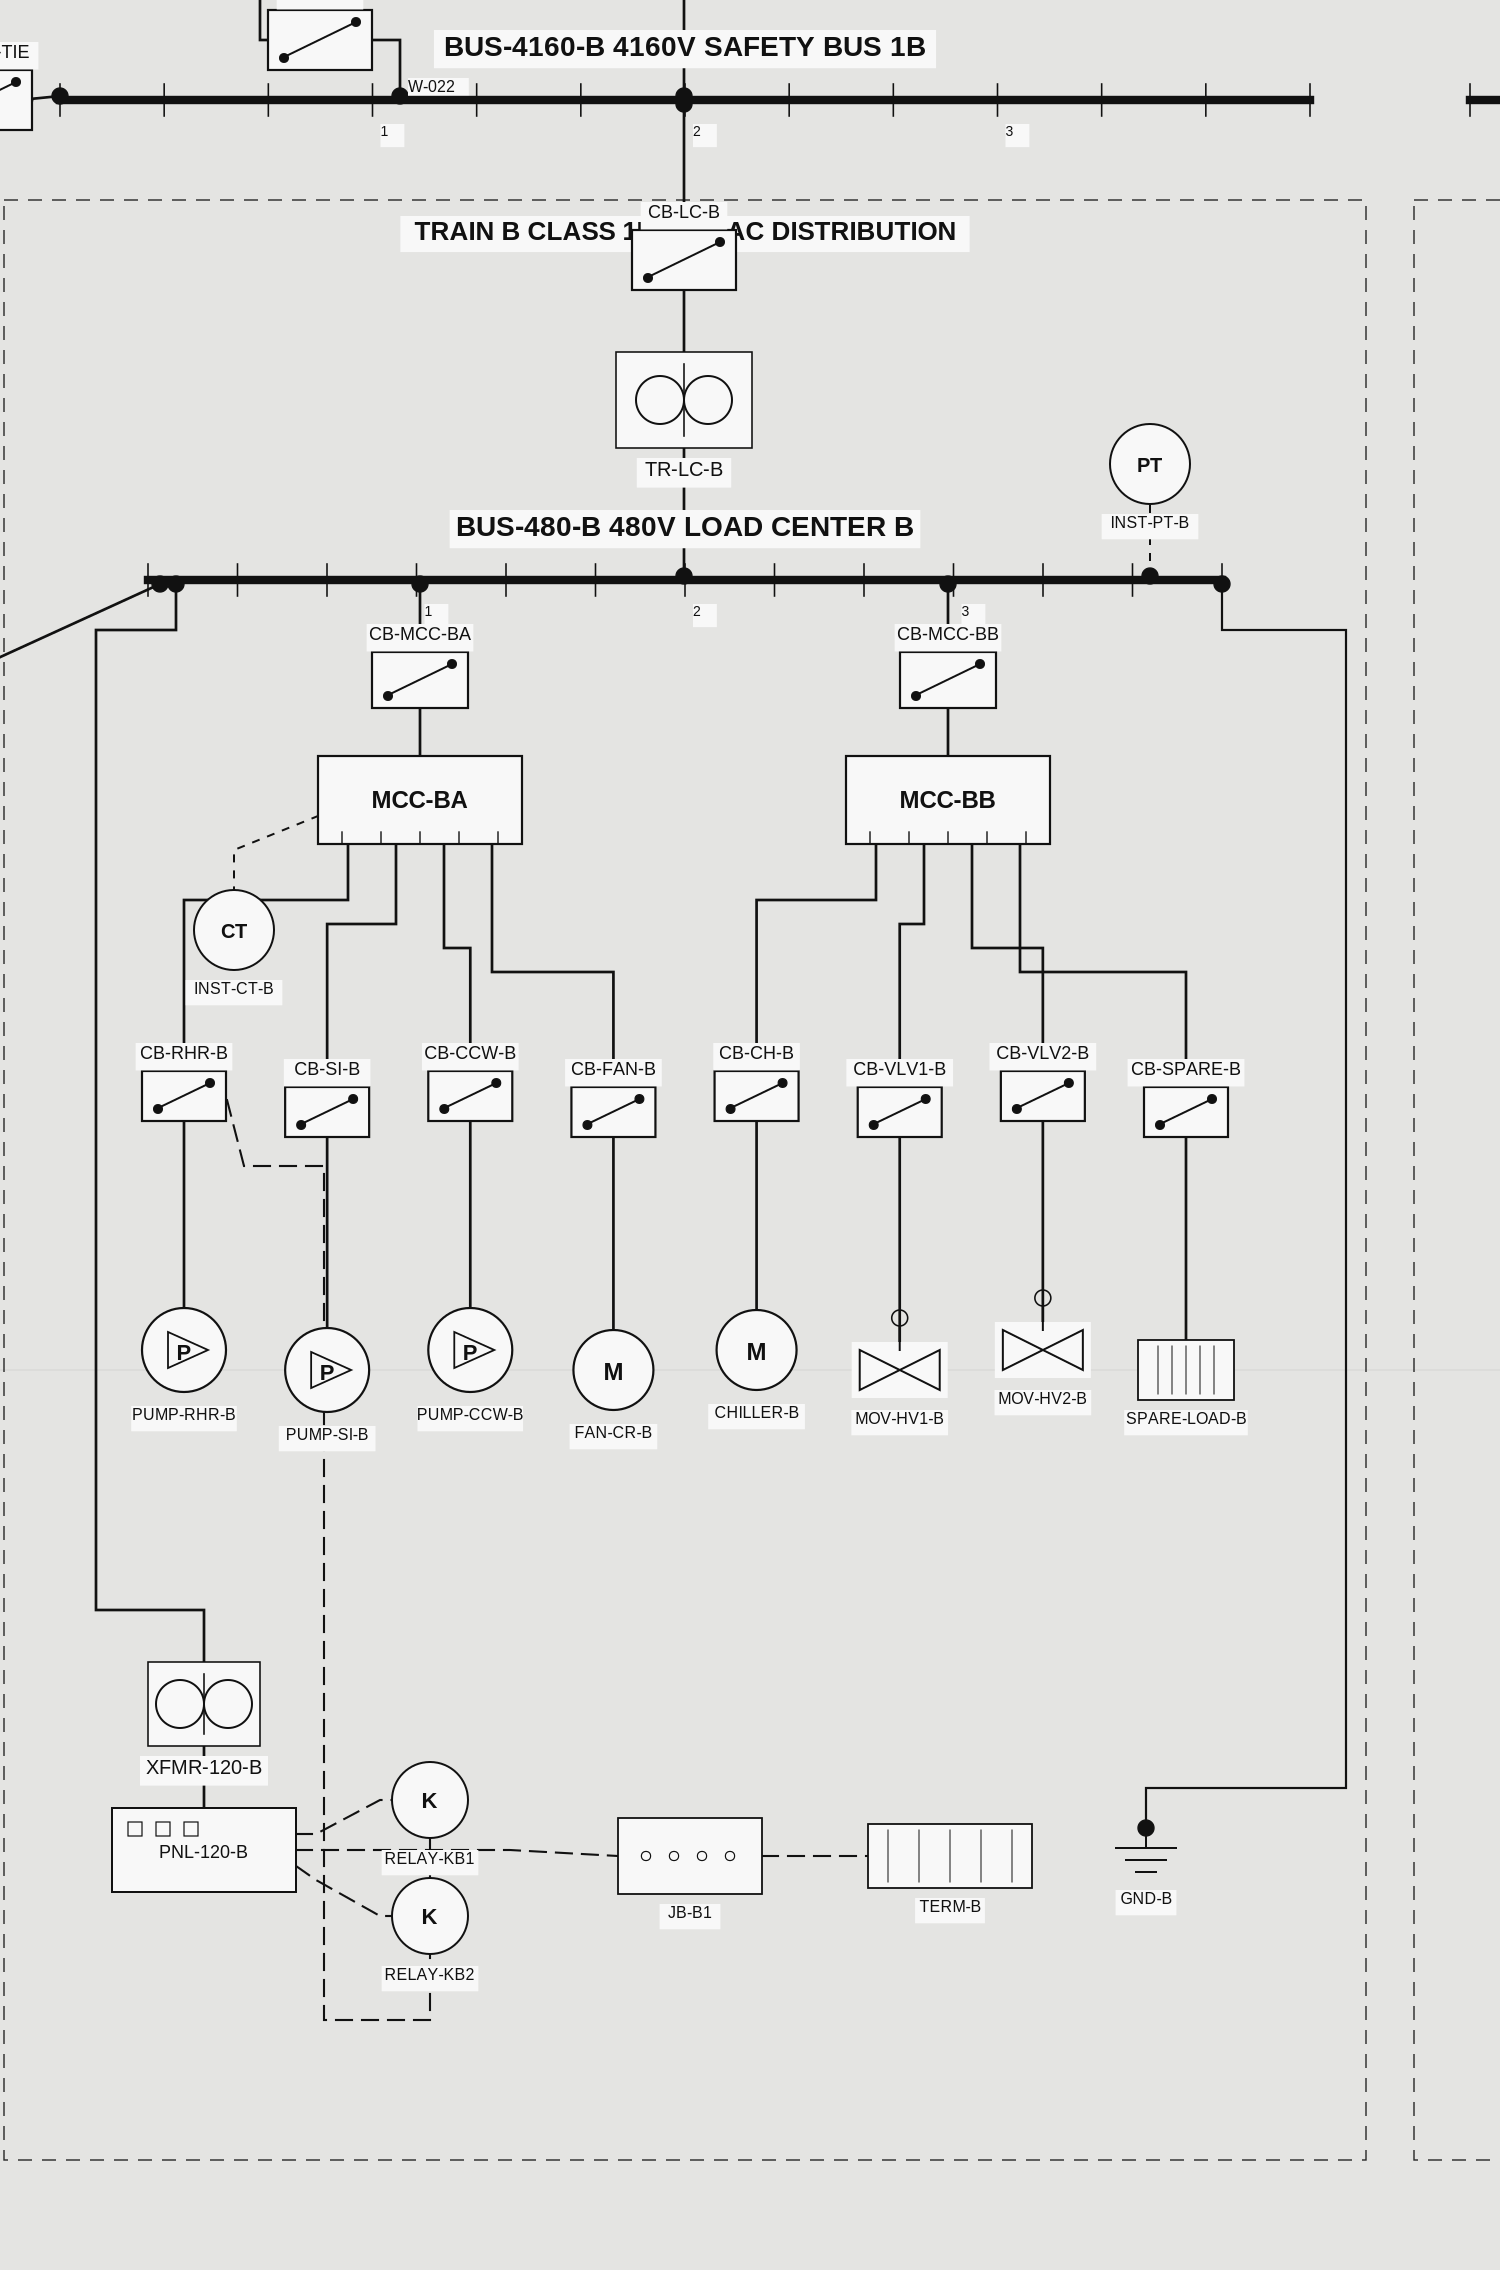 -TIE
BUS-4160-B 4160V SAFETY BUS 1B
W-022
1
2
3
CB-LC-B
TRAIN B CLASS AC DISTRIBUTION
TR-LC-B
PT
INST-PT-B
BUS-480-B 480V LOAD CENTER B
1
2
3
CB-MCC-BA
CB-MCC-BB
MCC-BA
MCC-BB
CT
INST-CT-B
CB-RHR-B
CB-SI-B
CB-CCW-B
CB-FAN-B
CB-CH-B
CB-VLV1-B
CB-VLV2-B
CB-SPARE-B
P
P
P
M
M
PUMP-RHR-B
PUMP-SI-B
PUMP-CCW-B
FAN-CR-B
CHILLER-B
MOV-HV1-B
MOV-HV2-B
SPARE-LOAD-B
XFMR-120-B
PNL-120-B
K
RELAY-KB1
K
RELAY-KB2
JB-B1
TERM-B
GND-B